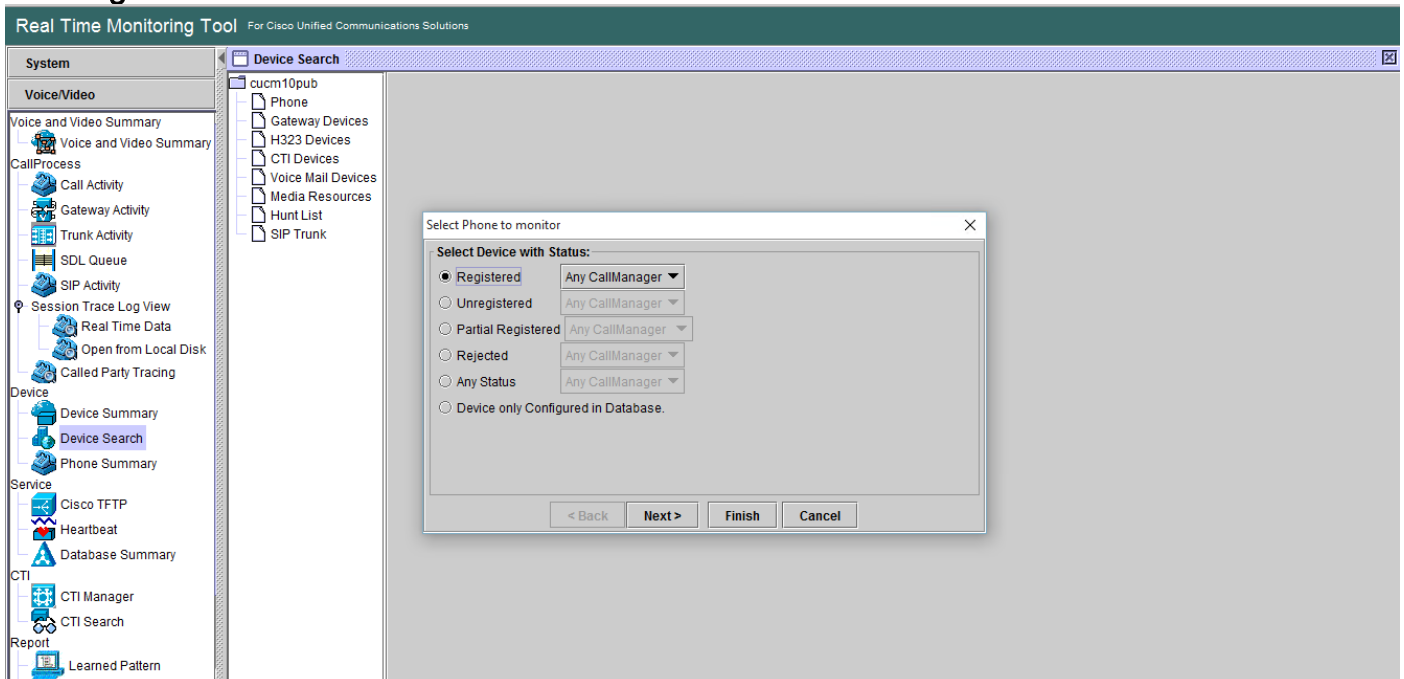 Real Time Monitoring Tool For Cisco Unified Communications Solutions
System
Voice/Video
Voice and Video Summary
Voice and Video Summary
CallProcess
Call Activity
Gateway Activity
Trunk Activity
SDL Queue
SIP Activity
Session Trace Log View
Real Time Data
Open from Local Disk
Called Party Tracing
Device
Device Summary
Device Search
Phone Summary
Service
Cisco TFTP
Heartbeat
Database Summary
CTI
CTI Manager
CTI Search
Report
Learned Pattern
Device Search
cucm10pub
Phone
Gateway Devices
H323 Devices
CTI Devices
Voice Mail Devices
Media Resources
Hunt List
SIP Trunk
Select Phone to monitor
Select Device with Status:
Registered Any CallManager
Unregistered Any CallManager
Partial Registered Any CallManager
Rejected Any CallManager
Any Status Any CallManager
Device only Configured in Database.
< Back Next > Finish Cancel